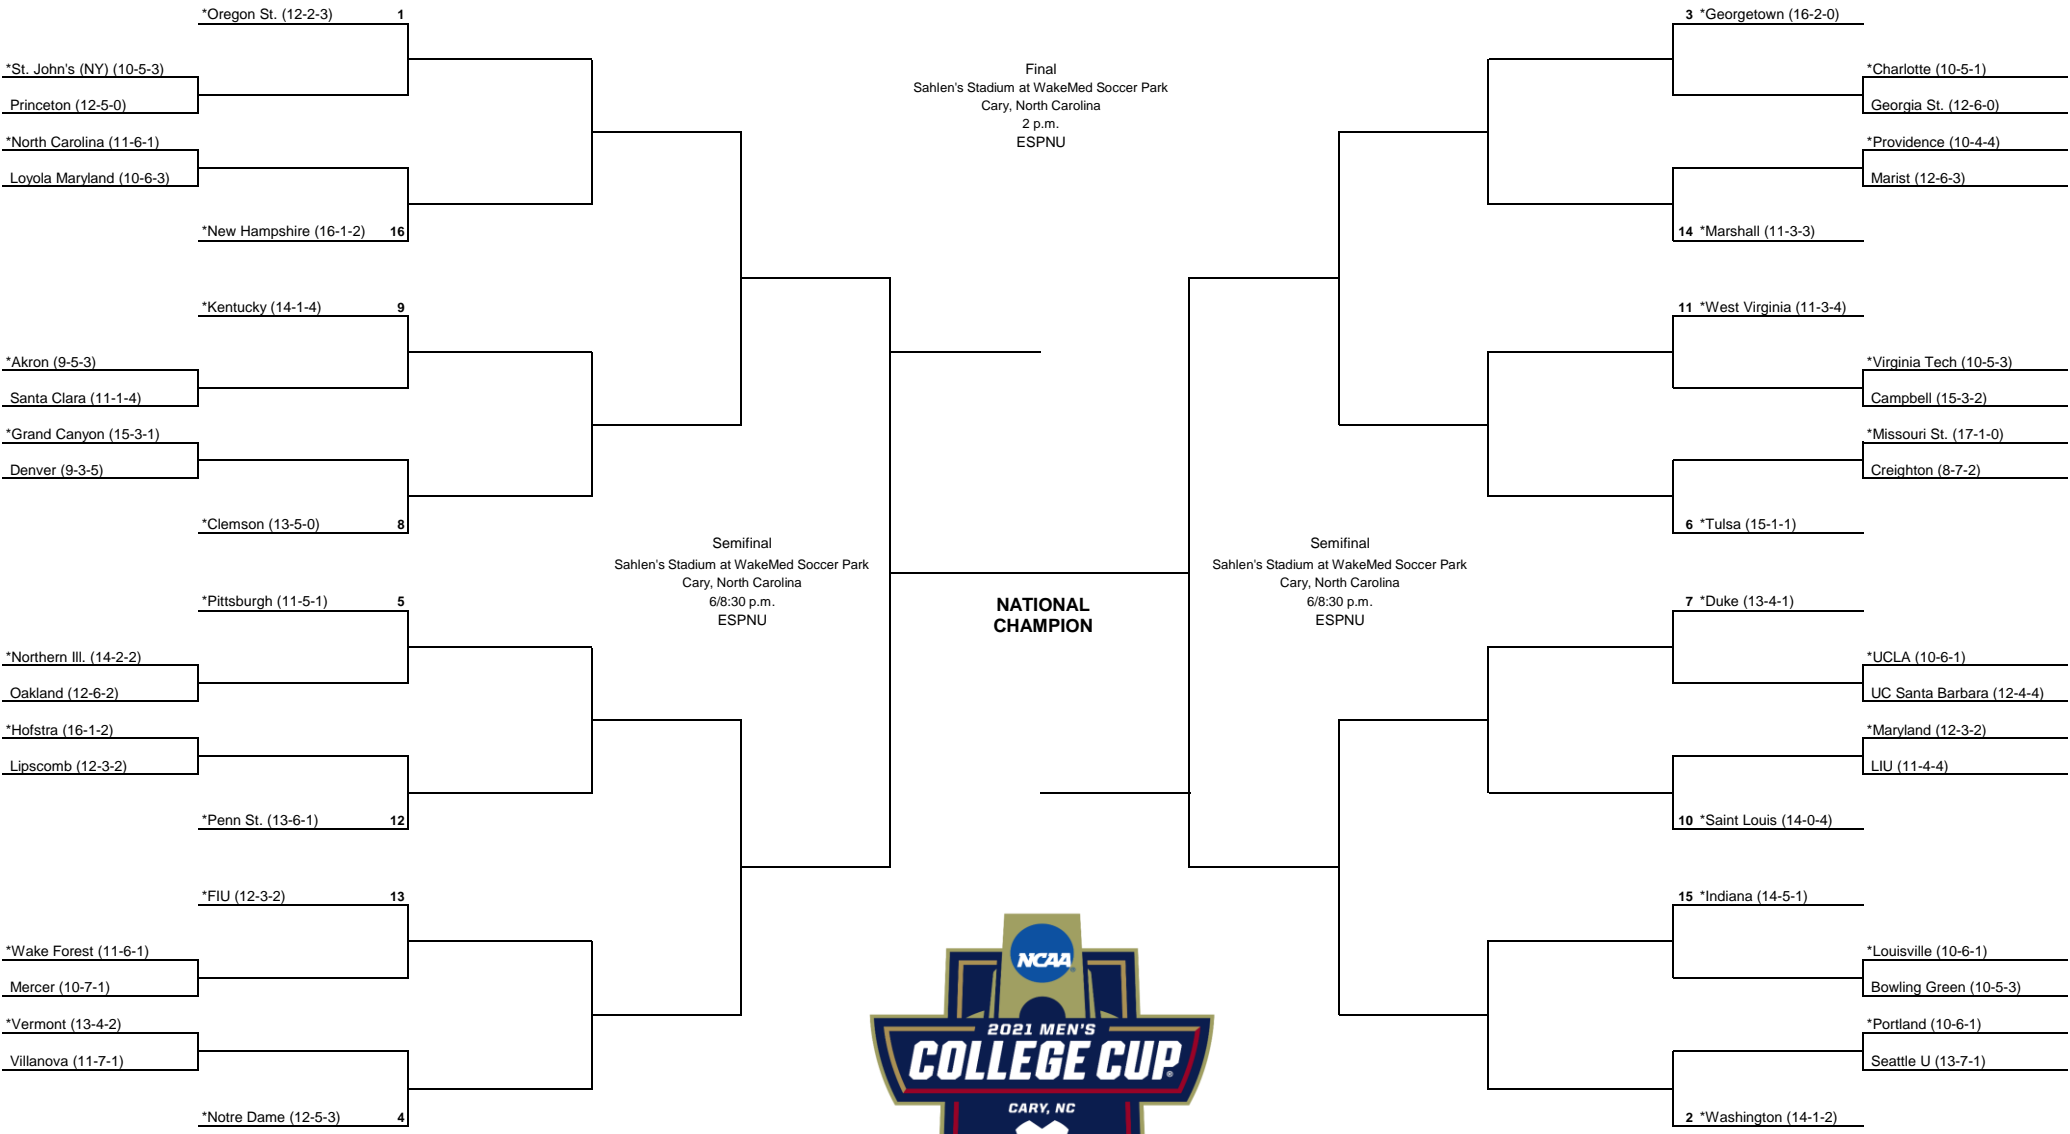 *Oregon St. (12-2-3) 1
*St. John's (NY) (10-5-3)
Princeton (12-5-0)
*North Carolina (11-6-1)
Loyola Maryland (10-6-3)
*New Hampshire (16-1-2) 16
*Kentucky (14-1-4) 9
*Akron (9-5-3)
Santa Clara (11-1-4)
*Grand Canyon (15-3-1)
Denver (9-3-5)
*Clemson (13-5-0) 8
*Pittsburgh (11-5-1) 5
*Northern Ill. (14-2-2)
Oakland (12-6-2)
*Hofstra (16-1-2)
Lipscomb (12-3-2)
*Penn St. (13-6-1) 12
*FIU (12-3-2) 13
*Wake Forest (11-6-1)
Mercer (10-7-1)
*Vermont (13-4-2)
Villanova (11-7-1)
*Notre Dame (12-5-3) 4
Semifinal
Sahlen's Stadium at WakeMed Soccer Park
Cary, North Carolina
6/8:30 p.m.
ESPNU
Final
Sahlen's Stadium at WakeMed Soccer Park
Cary, North Carolina
2 p.m.
ESPNU
NATIONAL
CHAMPION
NCAA
2021 MEN'S
COLLEGE CUP®
CARY, NC
Semifinal
Sahlen's Stadium at WakeMed Soccer Park
Cary, North Carolina
6/8:30 p.m.
ESPNU
3 *Georgetown (16-2-0)
*Charlotte (10-5-1)
Georgia St. (12-6-0)
*Providence (10-4-4)
Marist (12-6-3)
14 *Marshall (11-3-3)
11 *West Virginia (11-3-4)
*Virginia Tech (10-5-3)
Campbell (15-3-2)
*Missouri St. (17-1-0)
Creighton (8-7-2)
6 *Tulsa (15-1-1)
7 *Duke (13-4-1)
*UCLA (10-6-1)
UC Santa Barbara (12-4-4)
*Maryland (12-3-2)
LIU (11-4-4)
10 *Saint Louis (14-0-4)
15 *Indiana (14-5-1)
*Louisville (10-6-1)
Bowling Green (10-5-3)
*Portland (10-6-1)
Seattle U (13-7-1)
2 *Washington (14-1-2)